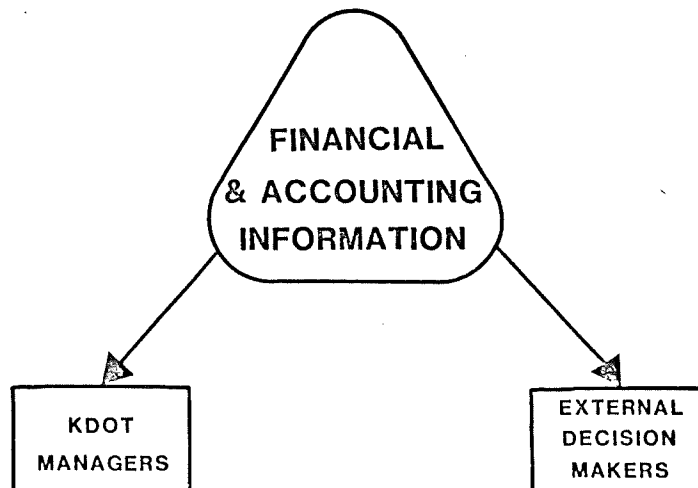 FINANCIAL
& ACCOUNTING
INFORMATION
KDOT
MANAGERS
EXTERNAL
DECISION
MAKERS